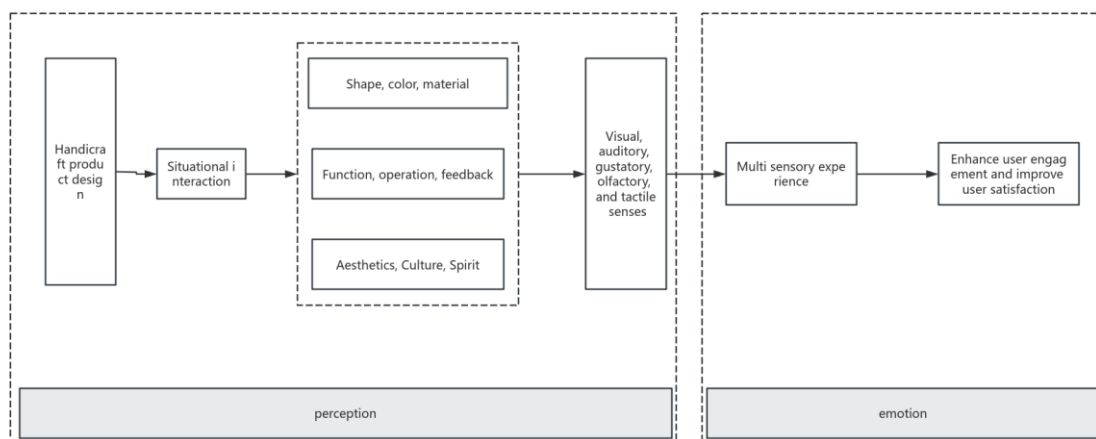 Handicra
ft produ
ct desig
n
Situational i
nteraction
Shape, color, material
Function, operation, feedback
Aesthetics, Culture, Spirit
Visual,
auditory,
gustatory,
olfactory,
and tactile
senses
Multi sensory expe
rience
Enhance user engag
ement and improve
user satisfaction
perception
emotion